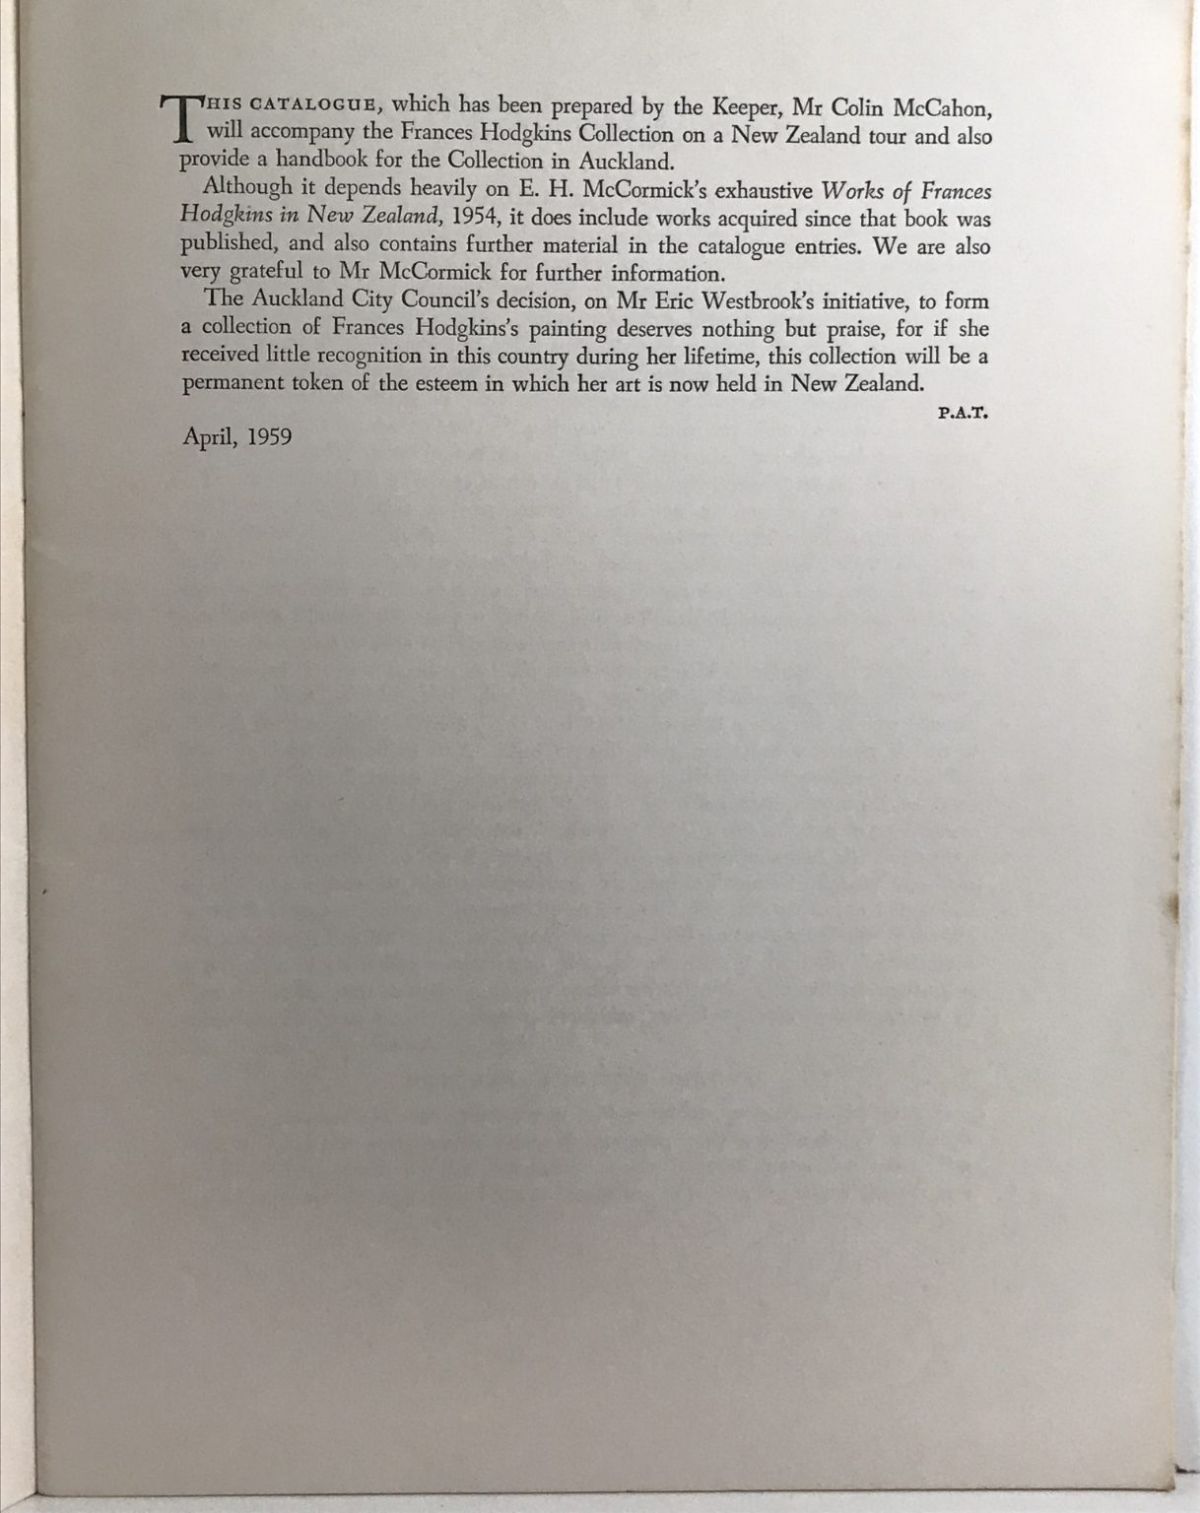 THIS CATALOGUE, which has been prepared by the Keeper, Mr Colin McCahon,
will accompany the Frances Hodgkins Collection on a New Zealand tour and also
provide a handbook for the Collection in Auckland.
Although it depends heavily on E. H. McCormick's exhaustive Works of Frances
Hodgkins in New Zealand, 1954, it does include works acquired since that book was
published, and also contains further material in the catalogue entries. We are also
very grateful to Mr McCormick for further information.
The Auckland City Council's decision, on Mr Eric Westbrook's initiative, to form
a collection of Frances Hodgkins's painting deserves nothing but praise, for if she
received little recognition in this country during her lifetime, this collection will be a
permanent token of the esteem in which her art is now held in New Zealand.
P.A.T.
April, 1959